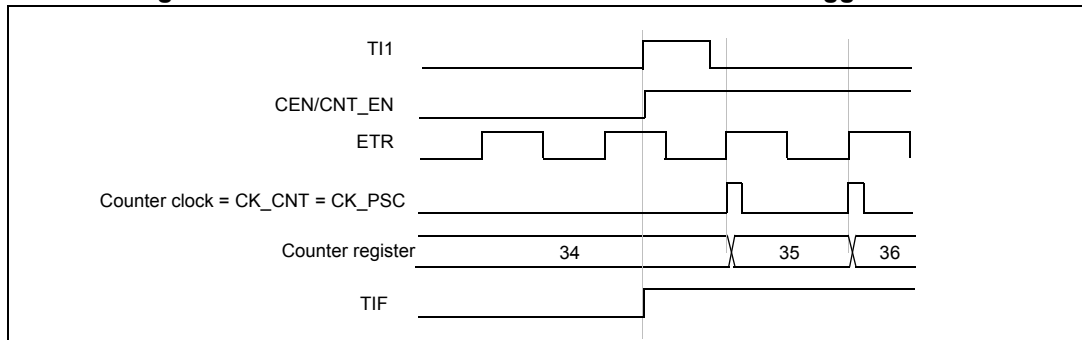 TI1
CEN/CNT_EN
ETR
Counter clock = CK_CNT = CK_PSC
Counter register 34 35 36
TIF